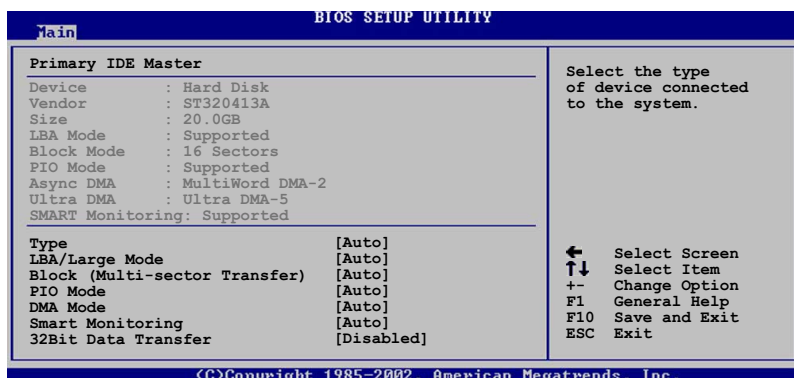 BIOS SETUP UTILITY
Main
Primary IDE Master
Device : Hard Disk
Vendor : ST320413A
Size : 20.0GB
LBA Mode : Supported
Block Mode : 16 Sectors
PIO Mode : Supported
Async DMA : MultiWord DMA-2
Ultra DMA : Ultra DMA-5
SMART Monitoring: Supported
Type [Auto]
LBA/Large Mode [Auto]
Block (Multi-sector Transfer) [Auto]
PIO Mode [Auto]
DMA Mode [Auto]
Smart Monitoring [Auto]
32Bit Data Transfer [Disabled]
Select the type
of device connected
to the system.
← Select Screen
↑↓ Select Item
+- Change Option
F1 General Help
F10 Save and Exit
ESC Exit
(C)Copyright 1985-2002, American Megatrends, Inc.